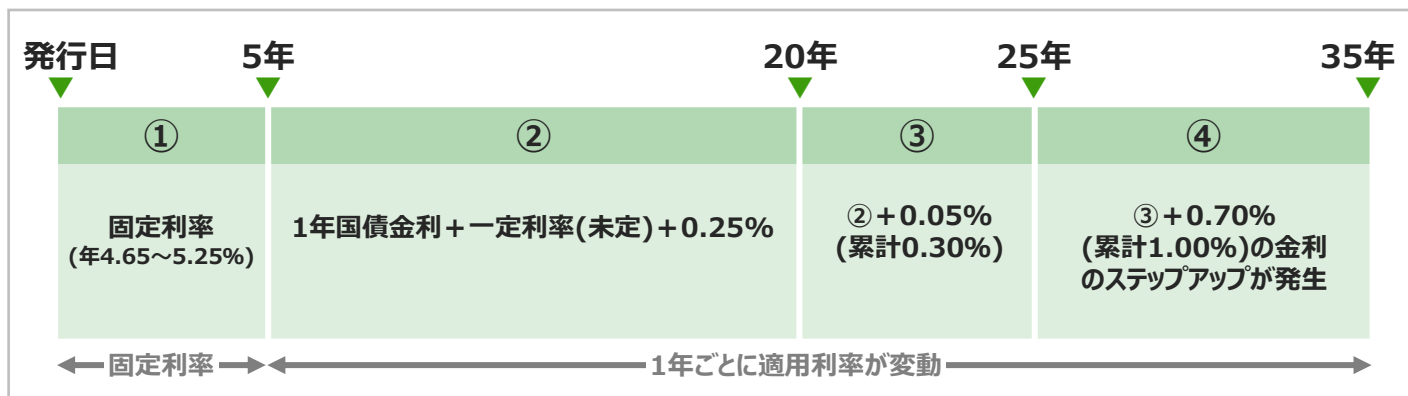 発行日 5年 20年 25年 35年
① ② ③ ④
固定利率
(年4.65～5.25%)
1年国債金利＋一定利率(未定)＋0.25%
②＋0.05%
(累計0.30%)
③＋0.70%
(累計1.00%)の金利
のステップアップが発生
固定利率 1年ごとに適用利率が変動